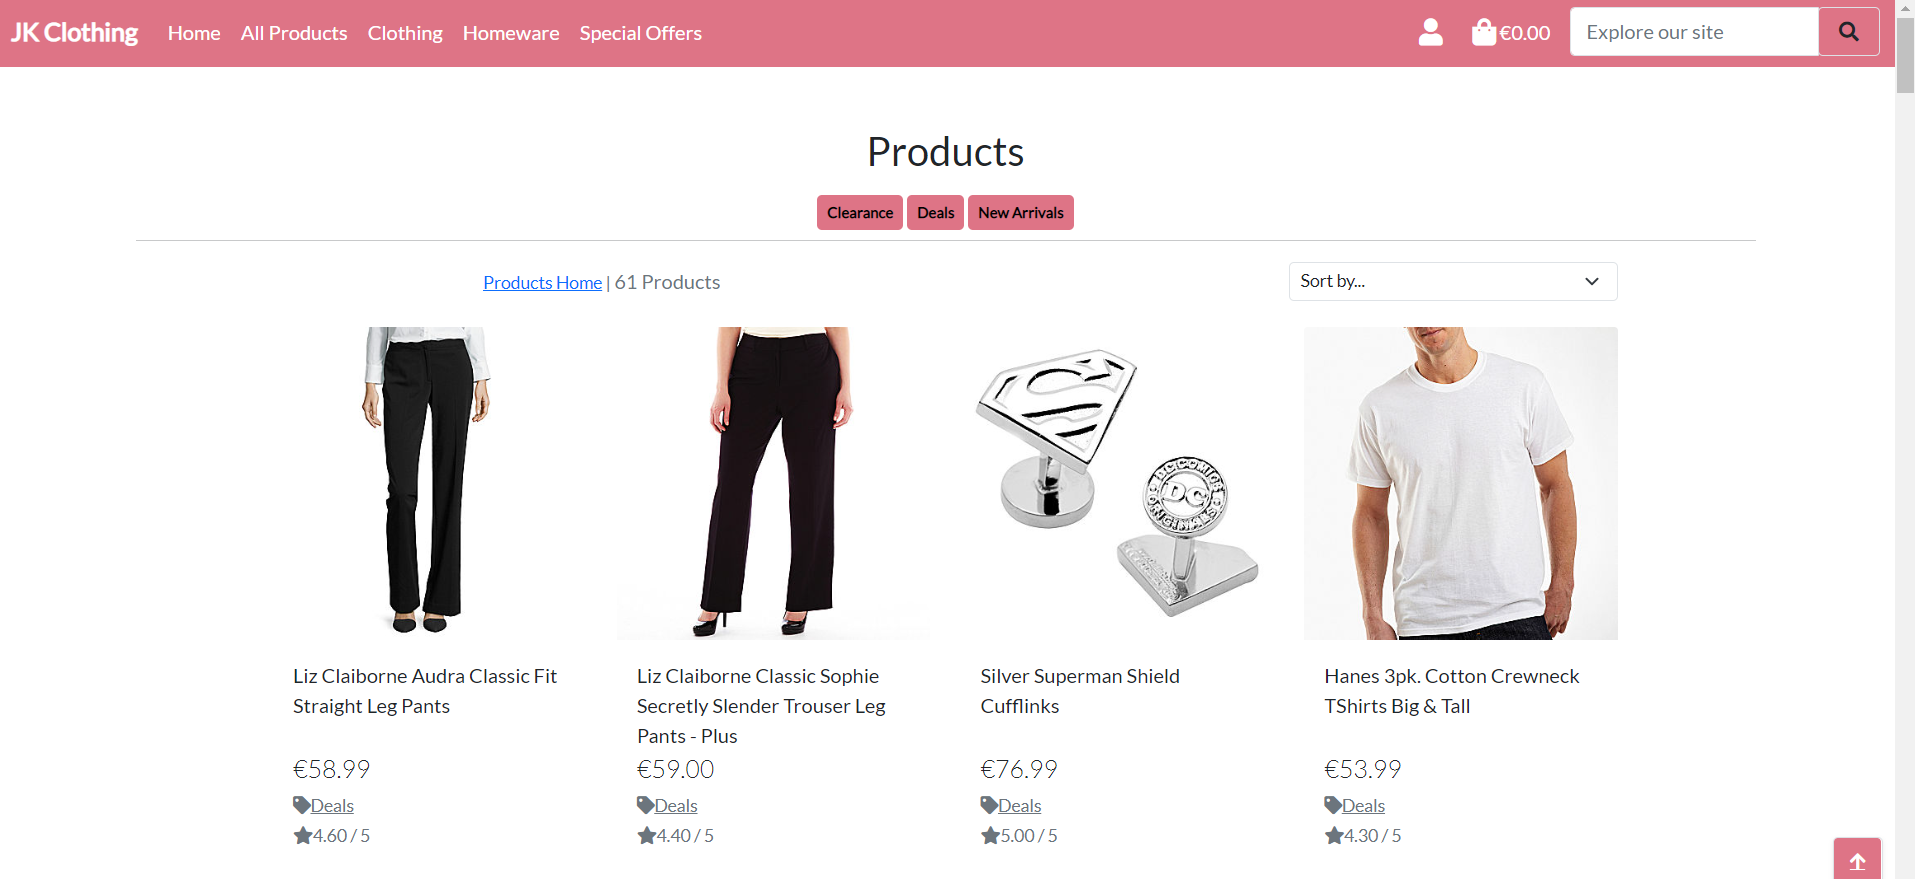 JK Clothing Home All Products Clothing Homeware Special Offers €0.00 Explore our site
Products
Clearance Deals New Arrivals
Products Home | 61 Products Sort by...
DC COMICS
DC
ORIGINALS
Liz Claiborne Audra Classic Fit
Straight Leg Pants
€58.99
Deals
4.60 / 5
Liz Claiborne Classic Sophie
Secretly Slender Trouser Leg
Pants - Plus
€59.00
Deals
4.40 / 5
Silver Superman Shield
Cufflinks
€76.99
Deals
5.00 / 5
Hanes 3pk. Cotton Crewneck
TShirts Big & Tall
€53.99
Deals
4.30 / 5